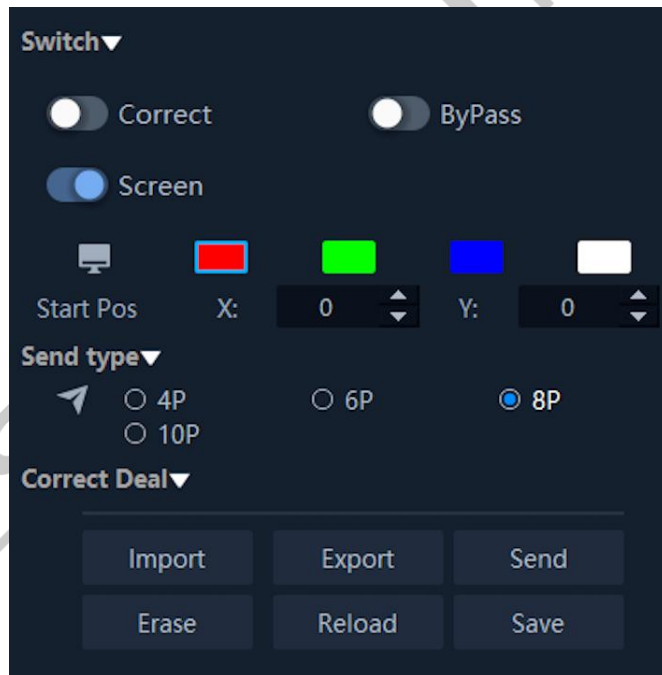 Switch
Correct ByPass
Screen
Start Pos X: 0 Y: 0
Send type
4P 6P 8P
10P
Correct Deal
Import Export Send
Erase Reload Save